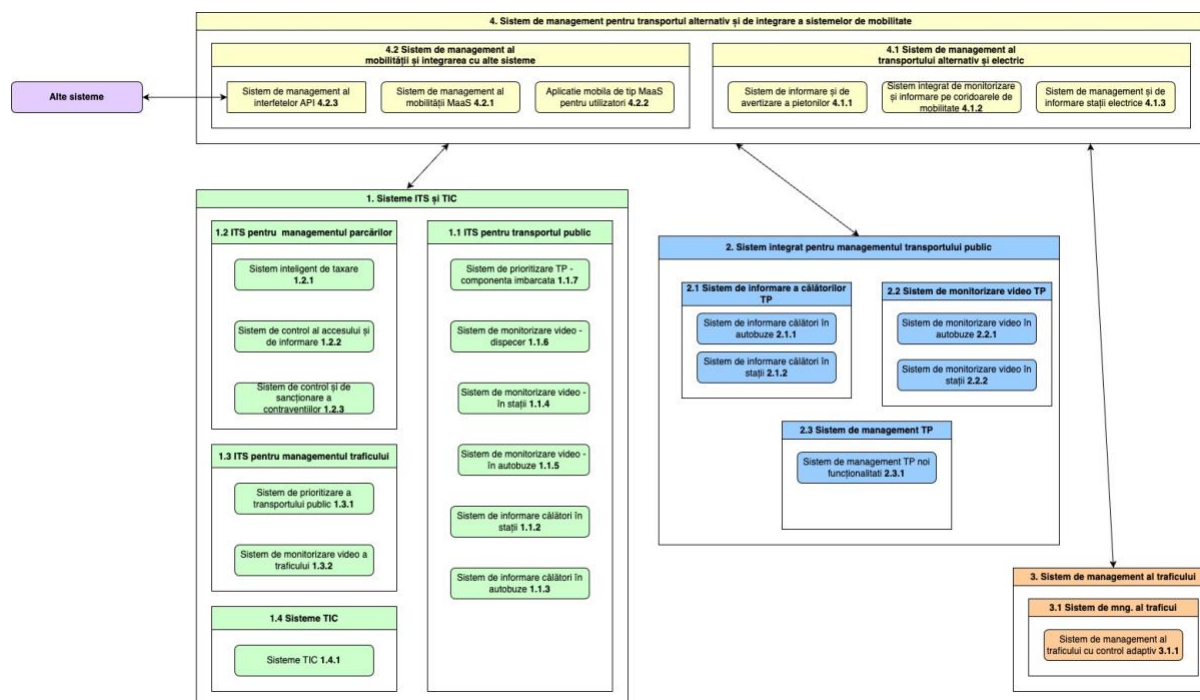 4. Sistem de management pentru transportul alternativ și de integrare a sistemelor de mobilitate
4.2 Sistem de management al
mobilității și integrarea cu alte sisteme
Sistem de management al
interfetelor API 4.2.3
Sistem de management al
mobilității MaaS 4.2.1
Aplicatie mobila de tip MaaS
pentru utilizatori 4.2.2
4.1 Sistem de management al
transportului alternativ și electric
Sistem de informare și de
avertizare a pietonilor 4.1.1
Sistem integrat de monitorizare
și informare pe coridoarele de
mobilitate 4.1.2
Sistem de management și de
informare stații electrice 4.1.3
Alte sisteme
1. Sisteme ITS și TIC
1.2 ITS pentru managementul parcărilor
Sistem inteligent de taxare
1.2.1
Sistem de control al accesului și
de informare 1.2.2
Sistem de control și de
sancționare a
contraventiilor 1.2.3
1.3 ITS pentru managementul traficului
Sistem de prioritizare a
transportului public 1.3.1
Sistem de monitorizare video a
traficului 1.3.2
1.4 Sisteme TIC
Sisteme TIC 1.4.1
1.1 ITS pentru transportul public
Sistem de prioritizare TP -
componenta imbarcata 1.1.7
Sistem de monitorizare video -
dispecer 1.1.6
Sistem de monitorizare video -
în stații 1.1.4
Sistem de monitorizare video -
în autobuze 1.1.5
Sistem de informare călători în
stații 1.1.2
Sistem de informare călători în
autobuze 1.1.3
2. Sistem integrat pentru managementul transportului public
2.1 Sistem de informare a călătorilor
TP
Sistem de informare călători în
autobuze 2.1.1
Sistem de informare călători în
stații 2.1.2
2.2 Sistem de monitorizare video TP
Sistem de monitorizare video în
autobuze 2.2.1
Sistem de monitorizare video în
stații 2.2.2
2.3 Sistem de management TP
Sistem de management TP noi
funcționalitati 2.3.1
3. Sistem de management al traficului
3.1 Sistem de mng. al traficui
Sistem de management al
traficului cu control adaptiv 3.1.1